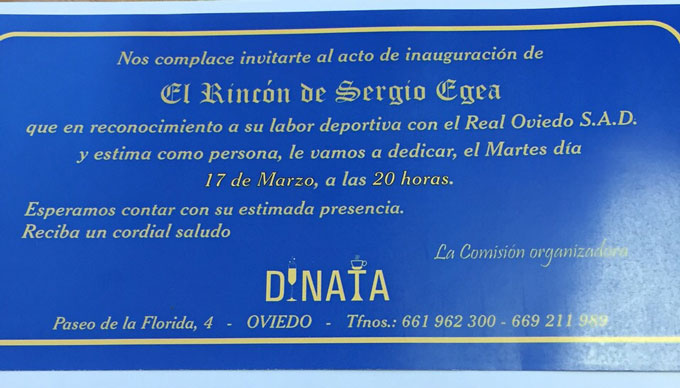 Nos complace invitarte al acto de inauguración de
El Rincón de Sergio Egea
que en reconocimiento a su labor deportiva con el Real Oviedo S.A.D.
y estima como persona, le vamos a dedicar, el Martes día
17 de Marzo, a las 20 horas.
Esperamos contar con su estimada presencia.
Reciba un cordial saludo
La Comisión organizadora
DINATA
Paseo de la Florida, 4 - OVIEDO - Tfnos.: 661 962 300 - 669 211 989